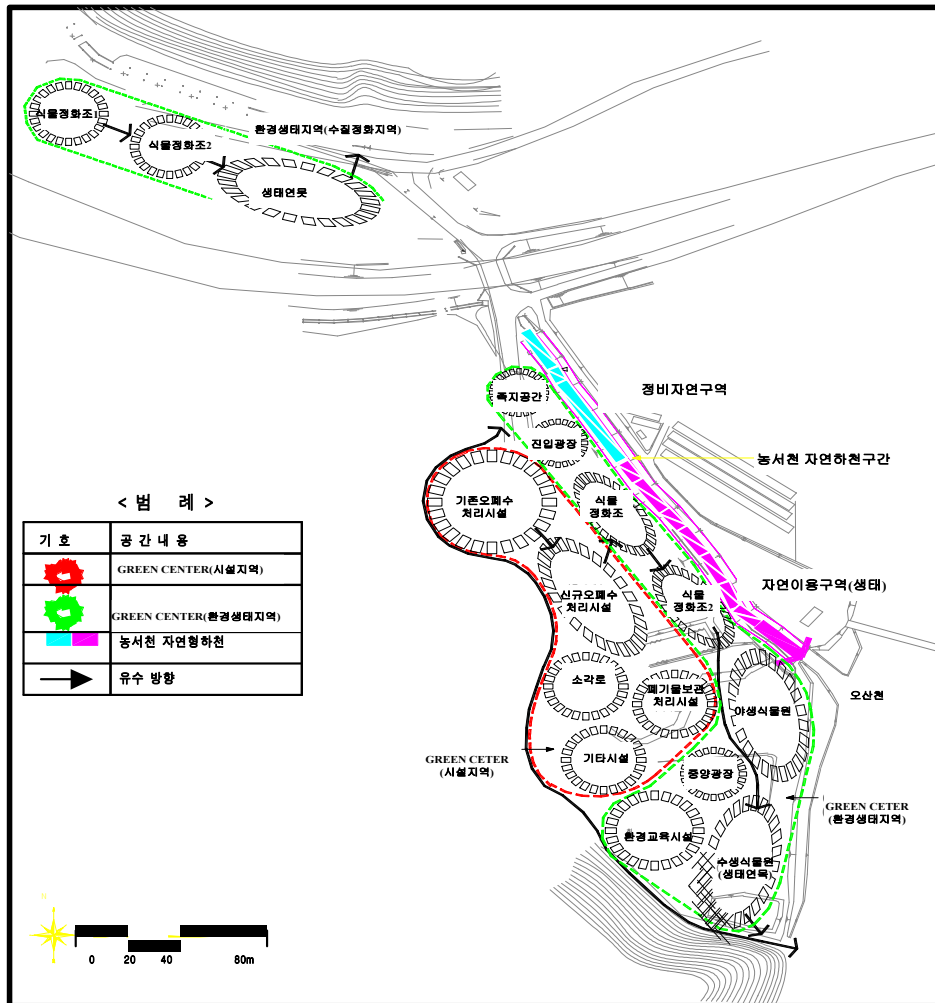 식물정화조1
식물정화조2
생태연못
환경생태지역(수질정화지역)
정비자연구역
농서천 자연하천구간
자연이용구역(생태)
오산천
족지공간
진입광장
기존오폐수
처리시설
식물
정화조
신규오폐수
처리시설
식물
정화조2
소각로
폐기물보관
처리시설
야생식물원
기타시설
중앙광장
GREEN CETER
(시설지역)
GREEN CETER
(환경생태지역)
환경교육시설
수생식물원
(생태연목)
< 범 례 >
기 호 공 간 내 용
GREEN CENTER(시설지역)
GREEN CENTER(환경생태지역)
농서천 자연형하천
유수 방향
0 20 40 80m